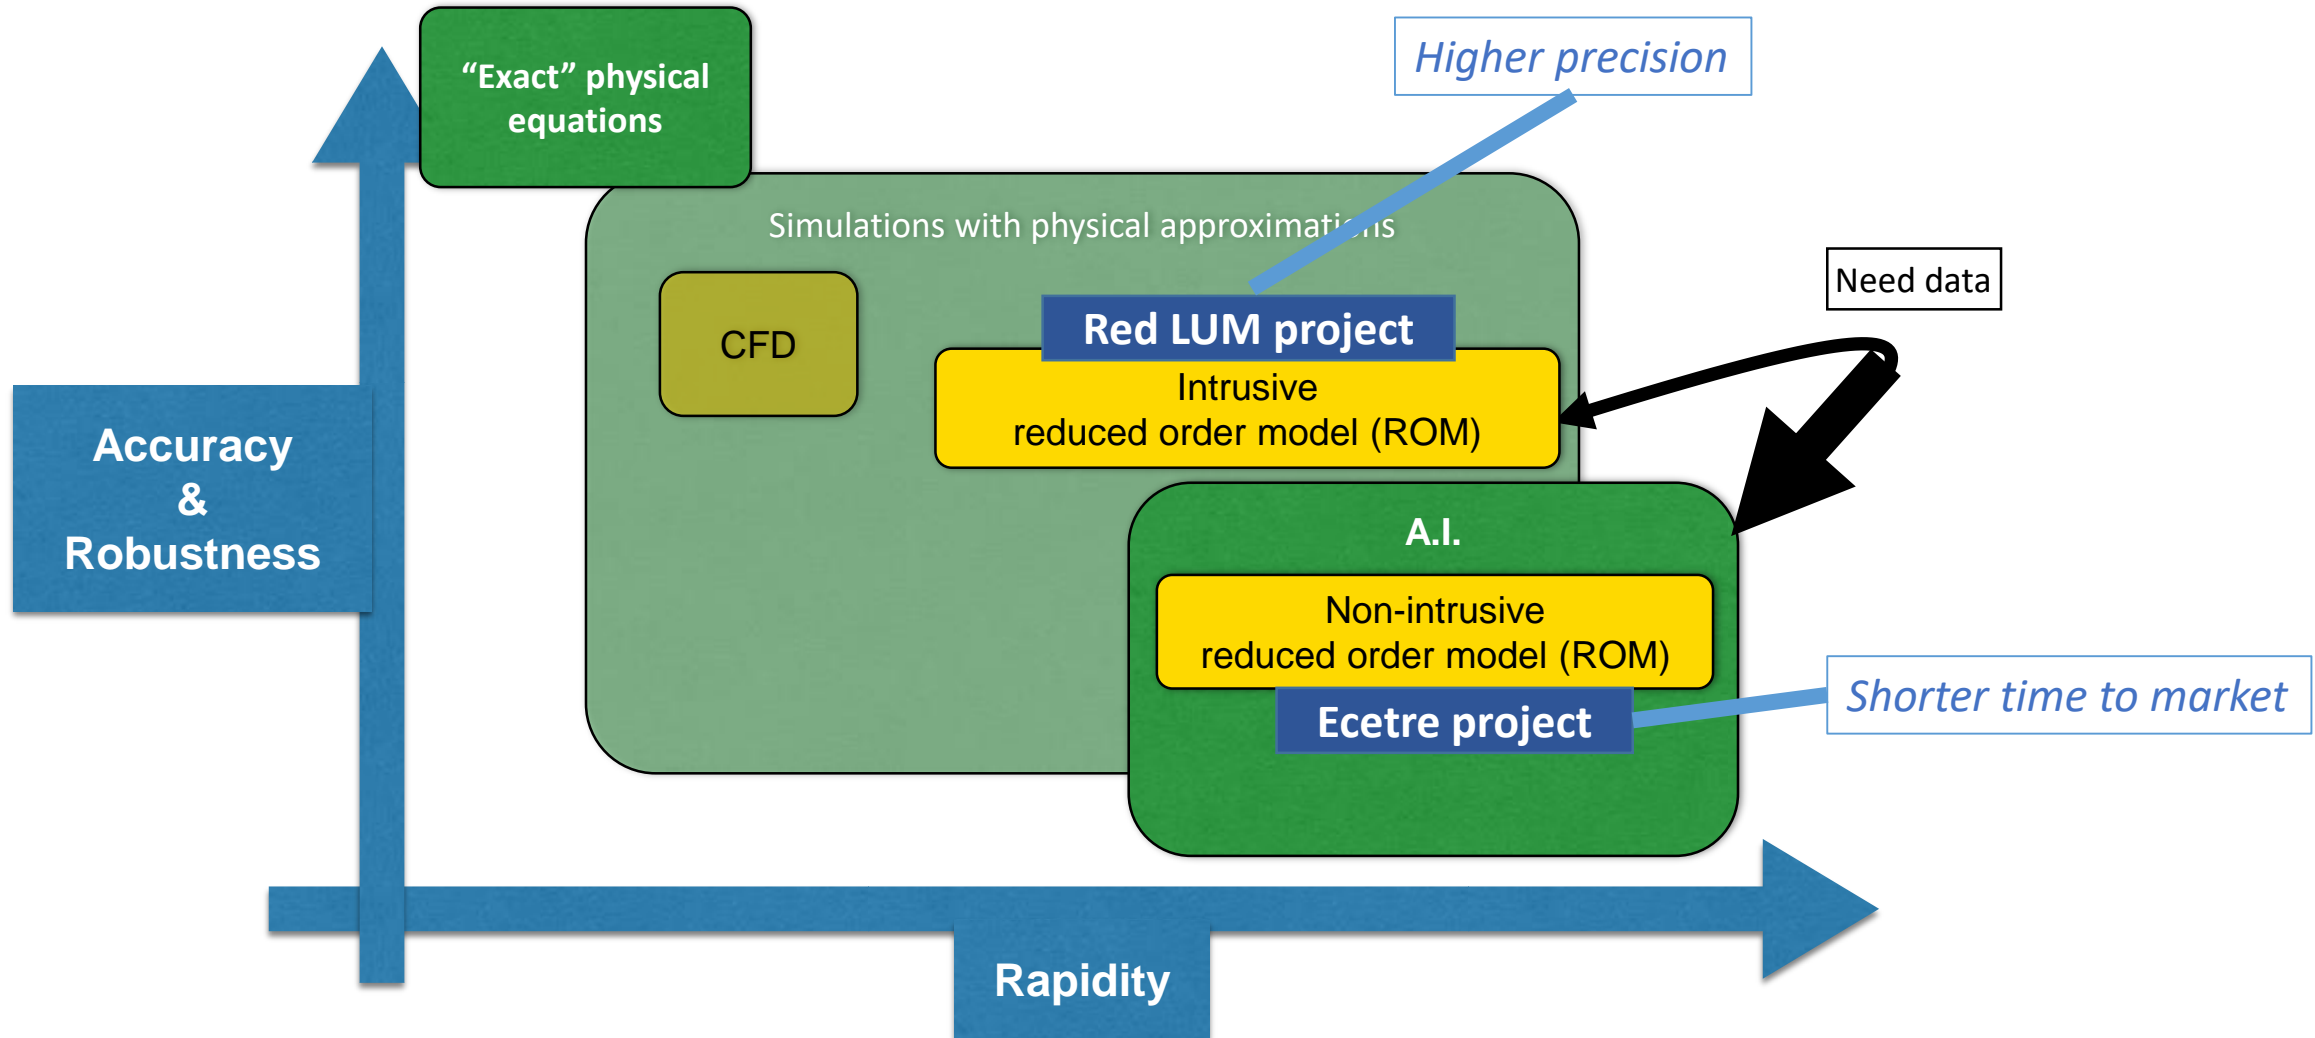 “Exact” physical
equations
Higher precision
Simulations with physical approximations
Need data
CFD
Red LUM project
Intrusive
reduced order model (ROM)
Accuracy
&
Robustness
A.I.
Non-intrusive
reduced order model (ROM)
Ecetre project
Shorter time to market
Rapidity